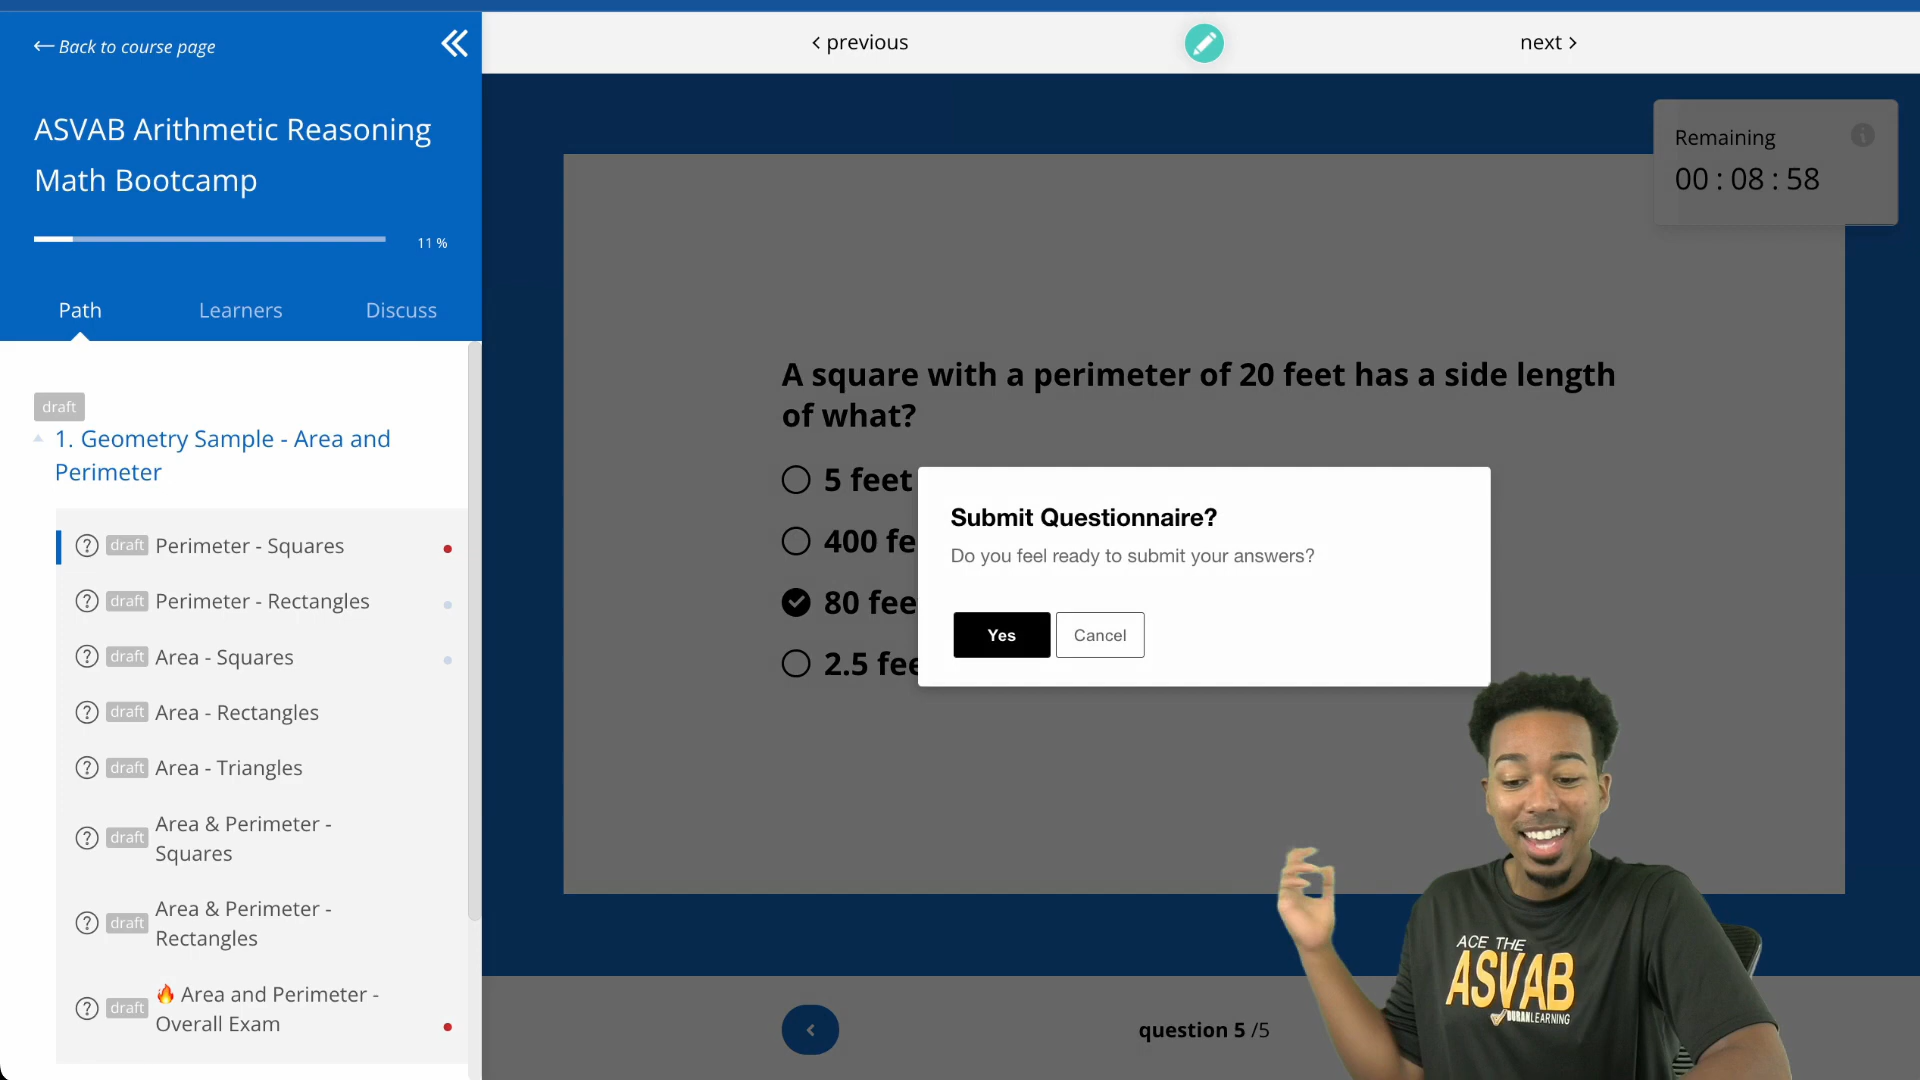 Back to course page
ASVAB Arithmetic Reasoning
Math Bootcamp
11 %
Path
Learners
Discuss
draft
1. Geometry Sample - Area and
Perimeter
draft Perimeter - Squares
draft Perimeter - Rectangles
draft Area - Squares
draft Area - Rectangles
draft Area - Triangles
draft Area & Perimeter -
Squares
draft Area & Perimeter -
Rectangles
draft 🔥 Area and Perimeter -
Overall Exam
< previous
next >
Remaining
00 : 08 : 58
A square with a perimeter of 20 feet has a side length
of what?
5 feet
400 fe
80 fee
2.5 fee
Submit Questionnaire?
Do you feel ready to submit your answers?
Yes
Cancel
question 5 /5
ACE THE
ASVAB
DURANLEARNING